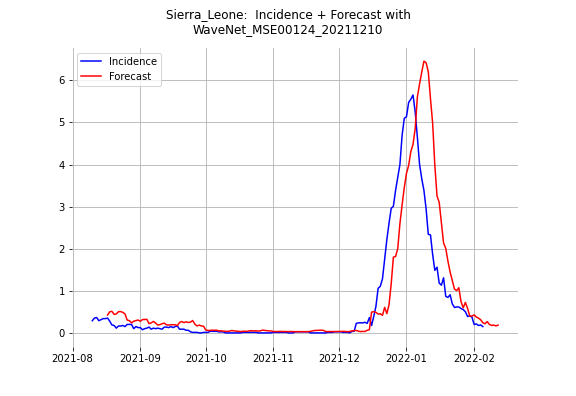 Sierra_Leone:  Incidence + Forecast with
WaveNet_MSE00124_20211210
Incidence
Forecast
6
5
4
3
2
1
0
2021-08 2021-09 2021-10 2021-11 2021-12 2022-01 2022-02